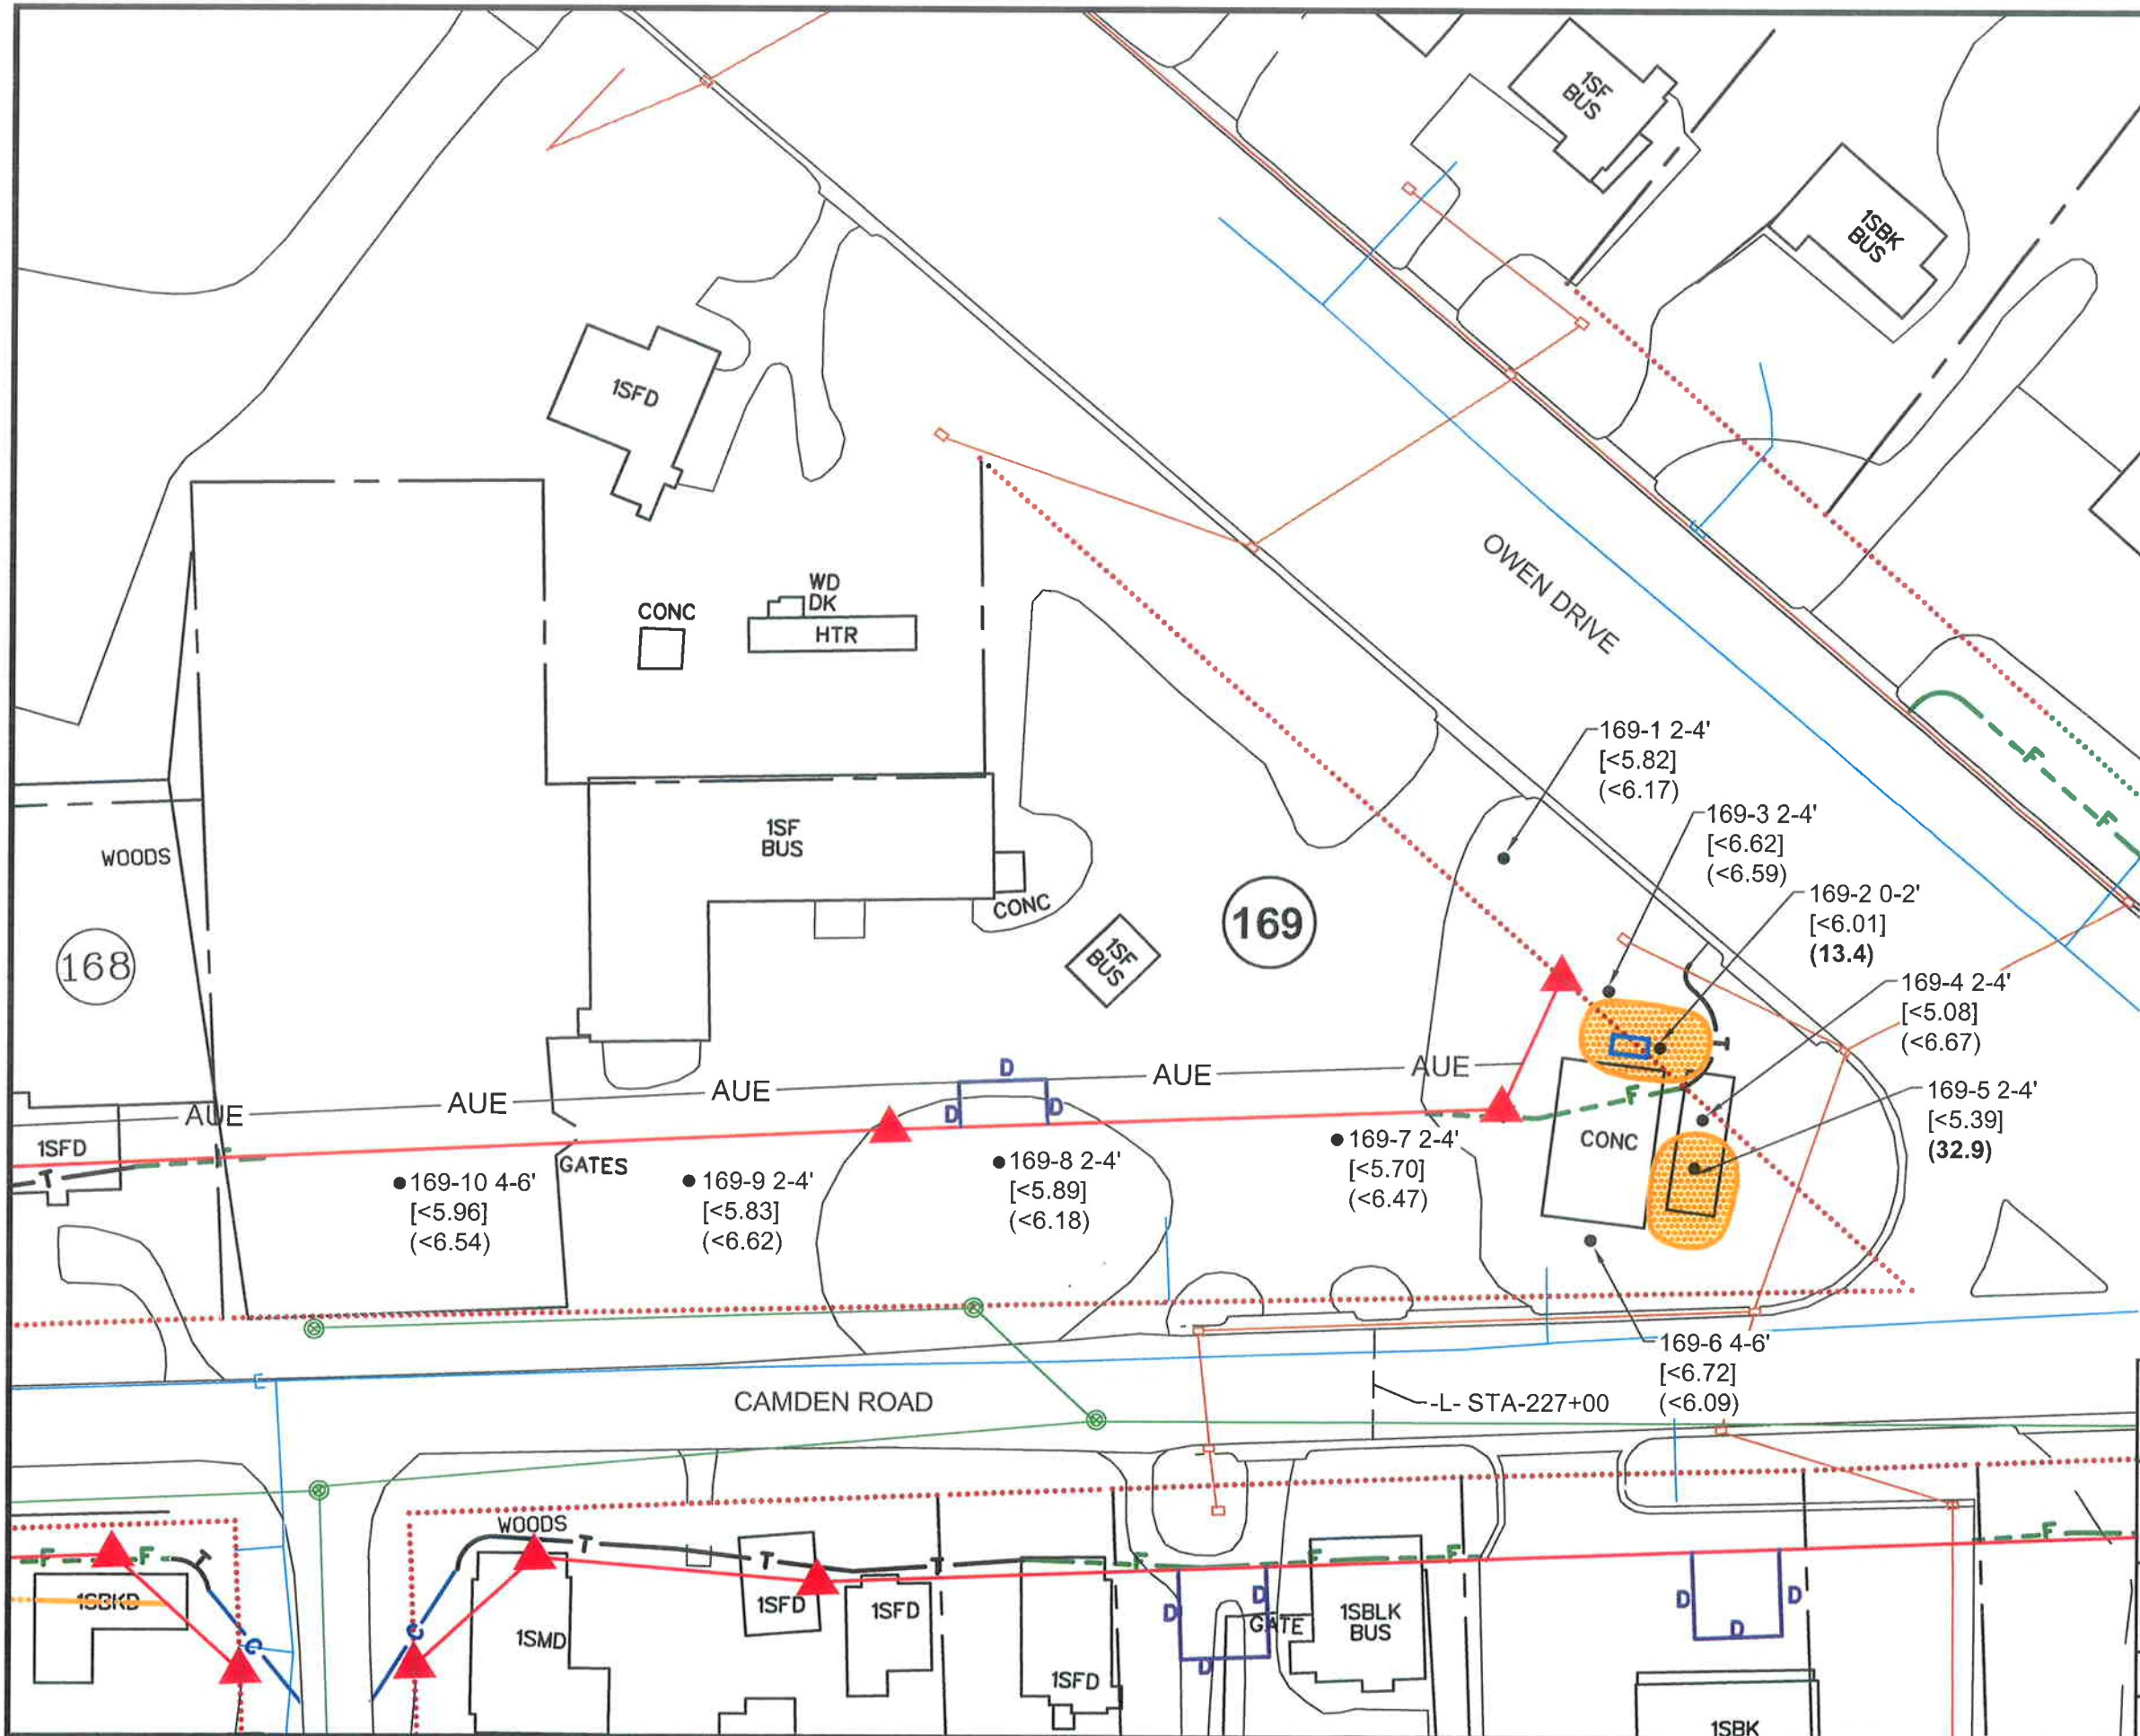 1SF
BUS
1SBK
BUS
1SFD
OWEN DRIVE
WD
DK
CONC
HTR
169-1 2-4'
[<5.82]
(<6.17)
169-3 2-4'
[<6.62]
(<6.59)
169-2 0-2'
[<6.01]
(13.4)
169-4 2-4'
[<5.08]
(<6.67)
169-5 2-4'
[<5.39]
(32.9)
F
F
WOODS
168
1SF
BUS
CONC
1SF
BUS
169
T
AUE
AUE
AUE
AUE
AUE
D
D
D
F
CONC
1SFD
T
GATES
169-10 4-6'
[<5.96]
(<6.54)
169-9 2-4'
[<5.83]
(<6.62)
169-8 2-4'
[<5.89]
(<6.18)
169-7 2-4'
[<5.70]
(<6.47)
169-6 4-6'
[<6.72]
(<6.09)
CAMDEN ROAD
-L- STA-227+00
WOODS
F
F
T
T
T
T
F
F
F
F
1SBKD
C
C
1SMD
1SFD
1SFD
1SFD
D
D
D
GATE
1SBLK
BUS
D
D
D
1SBK